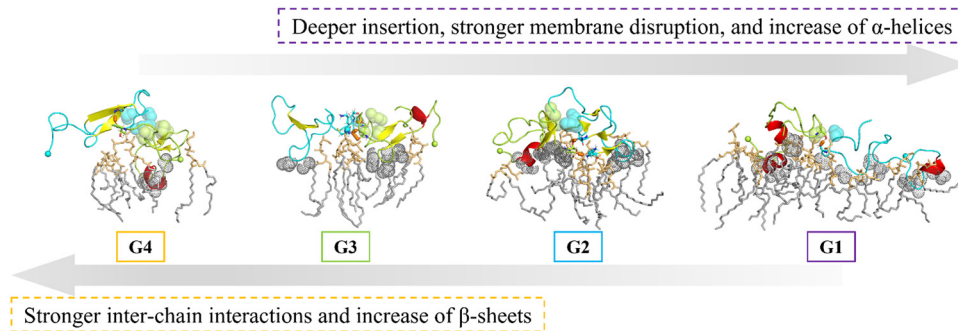 Deeper insertion, stronger membrane disruption, and increase of α-helices
G4
G3
G2
G1
Stronger inter-chain interactions and increase of β-sheets